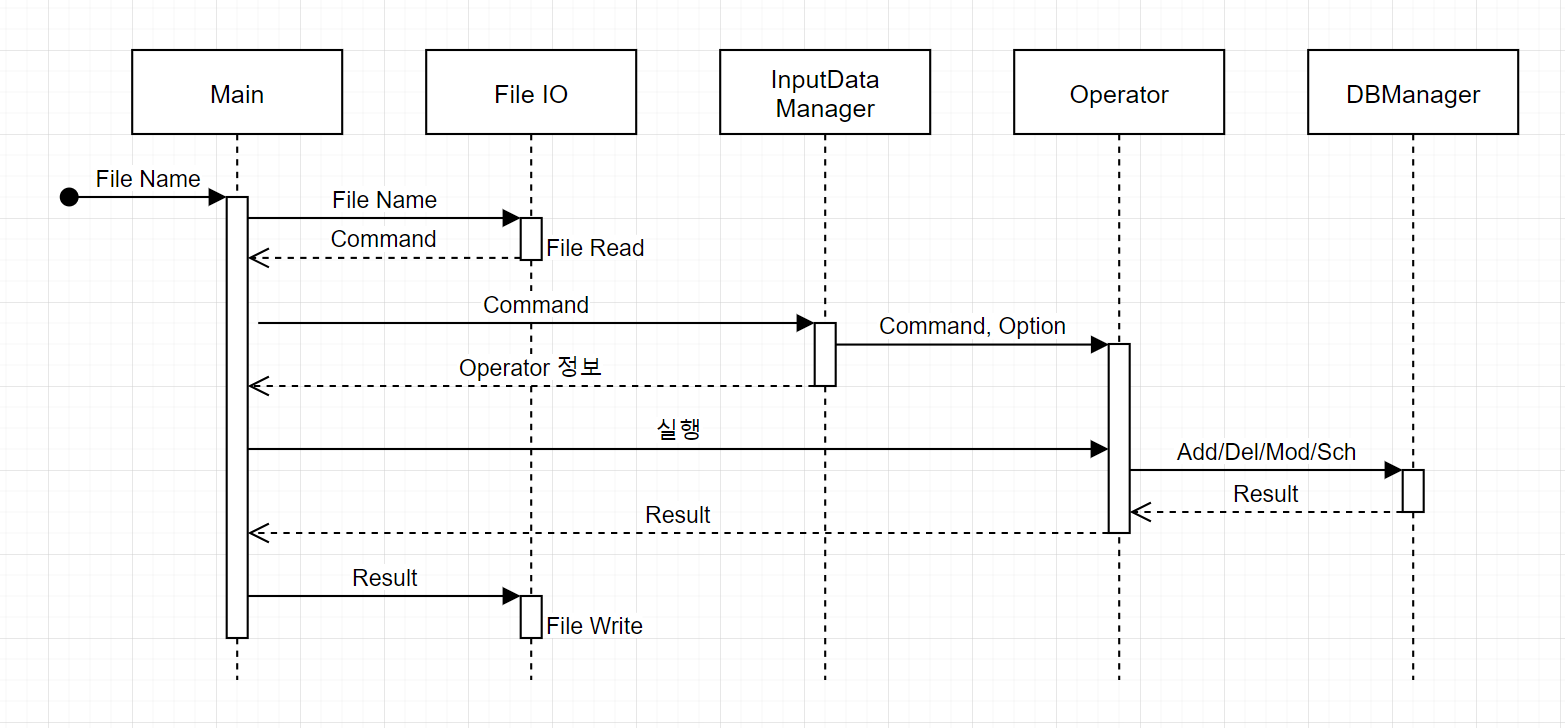 Main
File IO
InputData
Manager
Operator
DBManager
File Name
File Name
Command
File Read
Command
Command, Option
Operator 정보
실행
Add/Del/Mod/Sch
Result
Result
Result
File Write